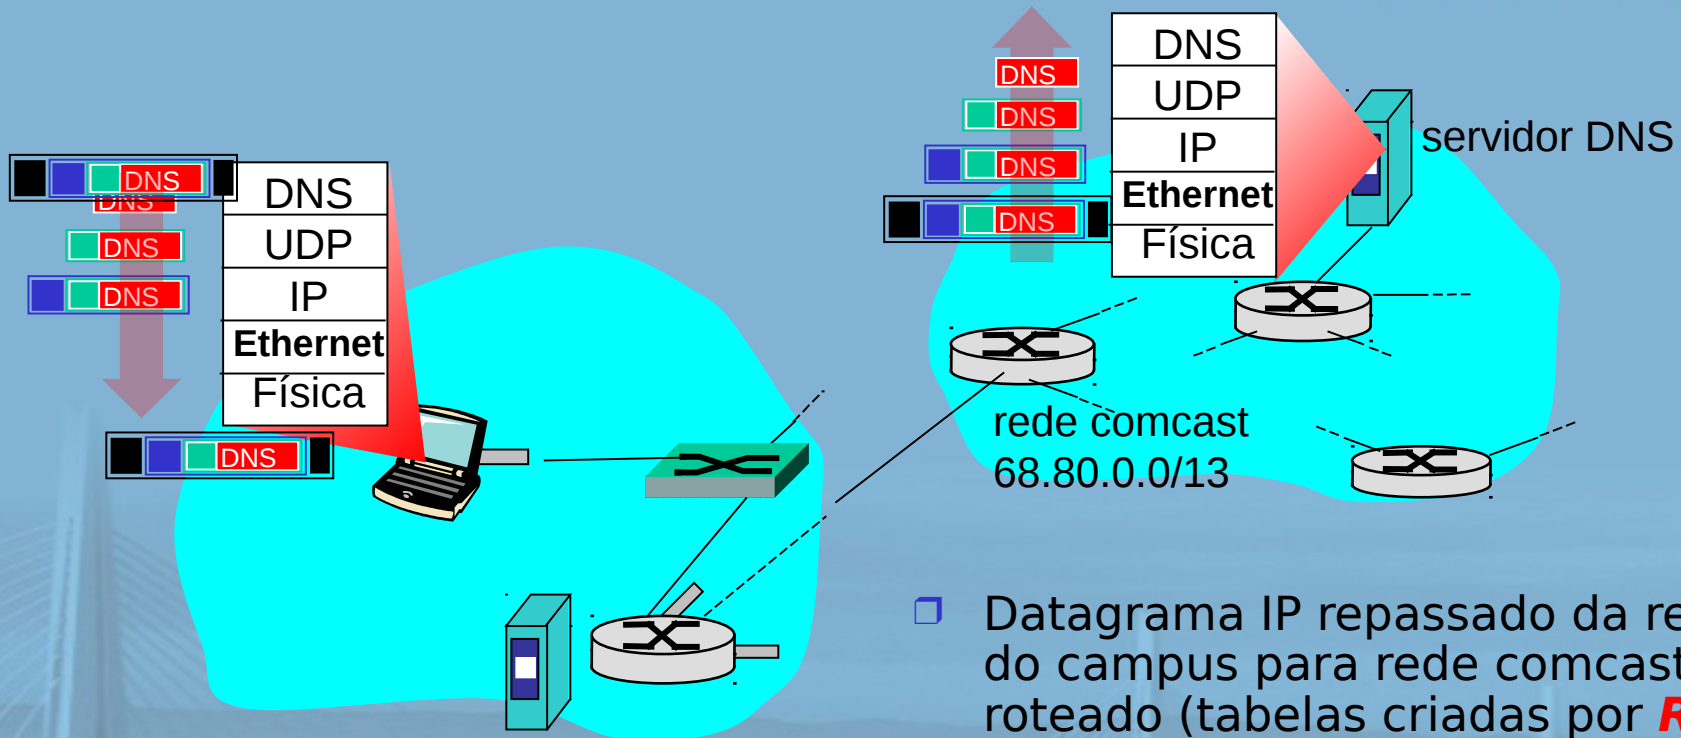 DNS
DNS
DNS
DNS
DNS
DNS
UDP
IP
Ethernet
Física
DNS
DNS
DNS
DNS
DNS
UDP
IP
Ethernet
Física
servidor DNS
rede comcast
68.80.0.0/13
Datagrama IP repassado da re
do campus para rede comcast
roteado (tabelas criadas por R